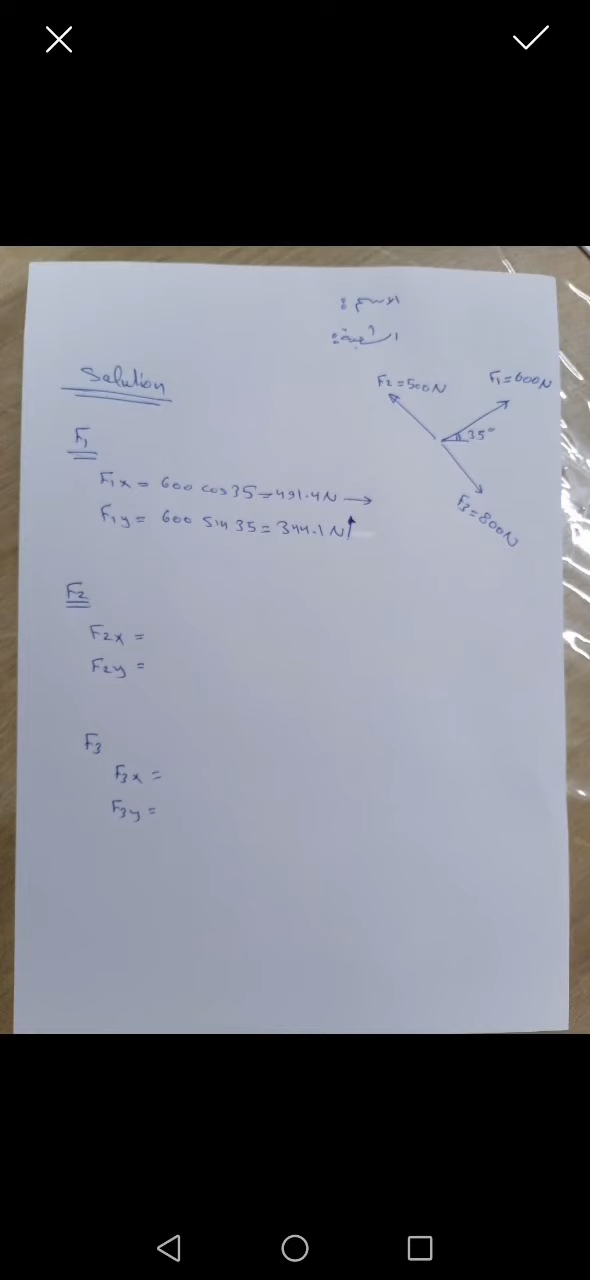 الاسم :
الشعبة:
Solution
F2 = 500N
F1 = 600N
35°
F3 = 800N
F1
F1x = 600 cos 35 = 491.4 N →
F1y = 600 sin 35 = 344.1 N ↑
F2
F2x =
F2y =
F3
F3x =
F3y =